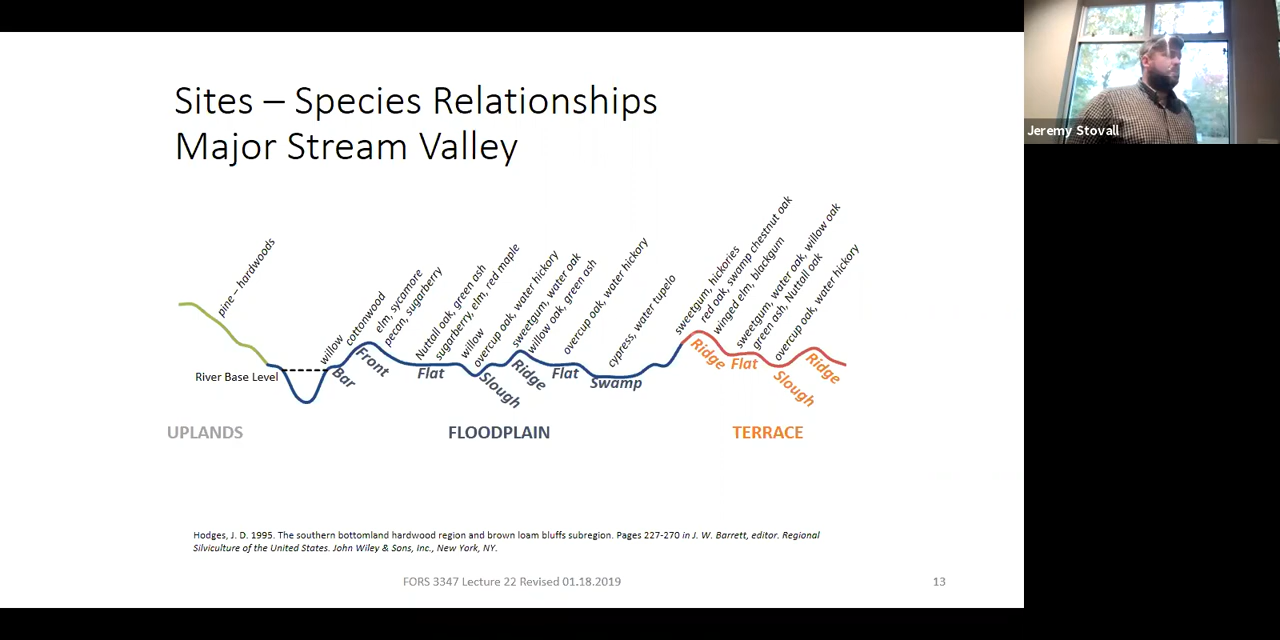 Sites – Species Relationships
Major Stream Valley
Jeremy Stovall
pine – hardwoods
willow
cottonwood
elm, sycamore
pecan, sugarberry
Nuttall oak, green ash
sugarberry, elm, red maple
willow
overcup oak, water hickory
sweetgum, water oak
willow oak, green ash
overcup oak, water hickory
cypress, water tupelo
sweetgum, hickories
red oak, swamp chestnut oak
winged elm, blackgum
sweetgum, water oak, willow oak
green ash, Nuttall oak
overcup oak, water hickory
River Base Level
Bar
Front
Flat
Slough
Ridge
Flat
Swamp
Ridge
Flat
Slough
Ridge
UPLANDS
FLOODPLAIN
TERRACE
Hodges, J. D. 1995. The southern bottomland hardwood region and brown loam bluffs subregion. Pages 227-270 in J. W. Barrett, editor. Regional
Silviculture of the United States. John Wiley & Sons, Inc., New York, NY.
FORS 3347 Lecture 22 Revised 01.18.2019
13